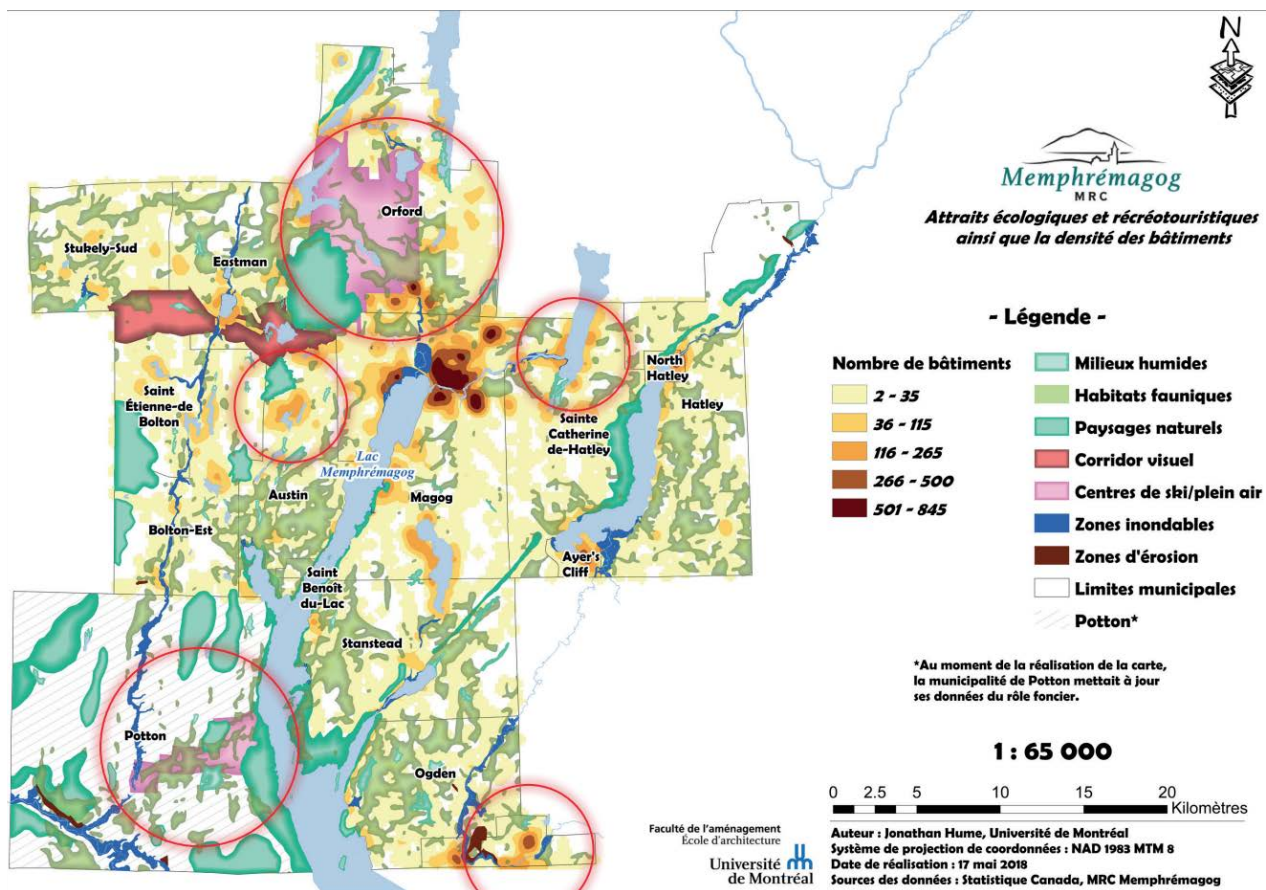 N
Memphrémagog
MRC
Attraits écologiques et récréotouristiques
ainsi que la densité des bâtiments
- Légende -
Nombre de bâtiments
2 - 35
36 - 115
116 - 265
266 - 500
501 - 845
Milieux humides
Habitats fauniques
Paysages naturels
Corridor visuel
Centres de ski/plein air
Zones inondables
Zones d'érosion
Limites municipales
Potton*
*Au moment de la réalisation de la carte,
la municipalité de Potton mettait à jour
ses données du rôle foncier.
1 : 65 000
0 2.5 5 10 15 20
Kilomètres
Auteur : Jonathan Hume, Université de Montréal
Système de projection de coordonnées : NAD 1983 MTM 8
Date de réalisation : 17 mai 2018
Sources des données : Statistique Canada, MRC Memphrémagog
Faculté de l'aménagement
École d'architecture
Université
de Montréal
Orford
Stukely-Sud
Eastman
Saint
Étienne-de
Bolton
North
Hatley
Hatley
Sainte
Catherine
de-Hatley
Lac
Memphrémagog
Austin
Magog
Bolton-Est
Ayer's
Cliff
Saint
Benoît
du-Lac
Stanstead
Potton
Ogden